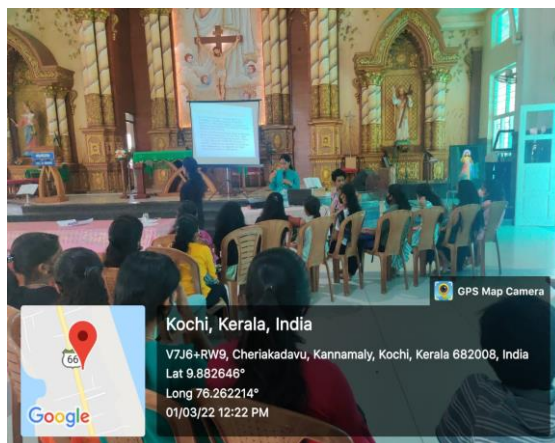 GPS Map Camera
Kochi, Kerala, India
V7J6+RW9, Cheriakadavu, Kannamaly, Kochi, Kerala 682008, India
Lat 9.882646°
Long 76.262214°
01/03/22 12:22 PM
66
Google